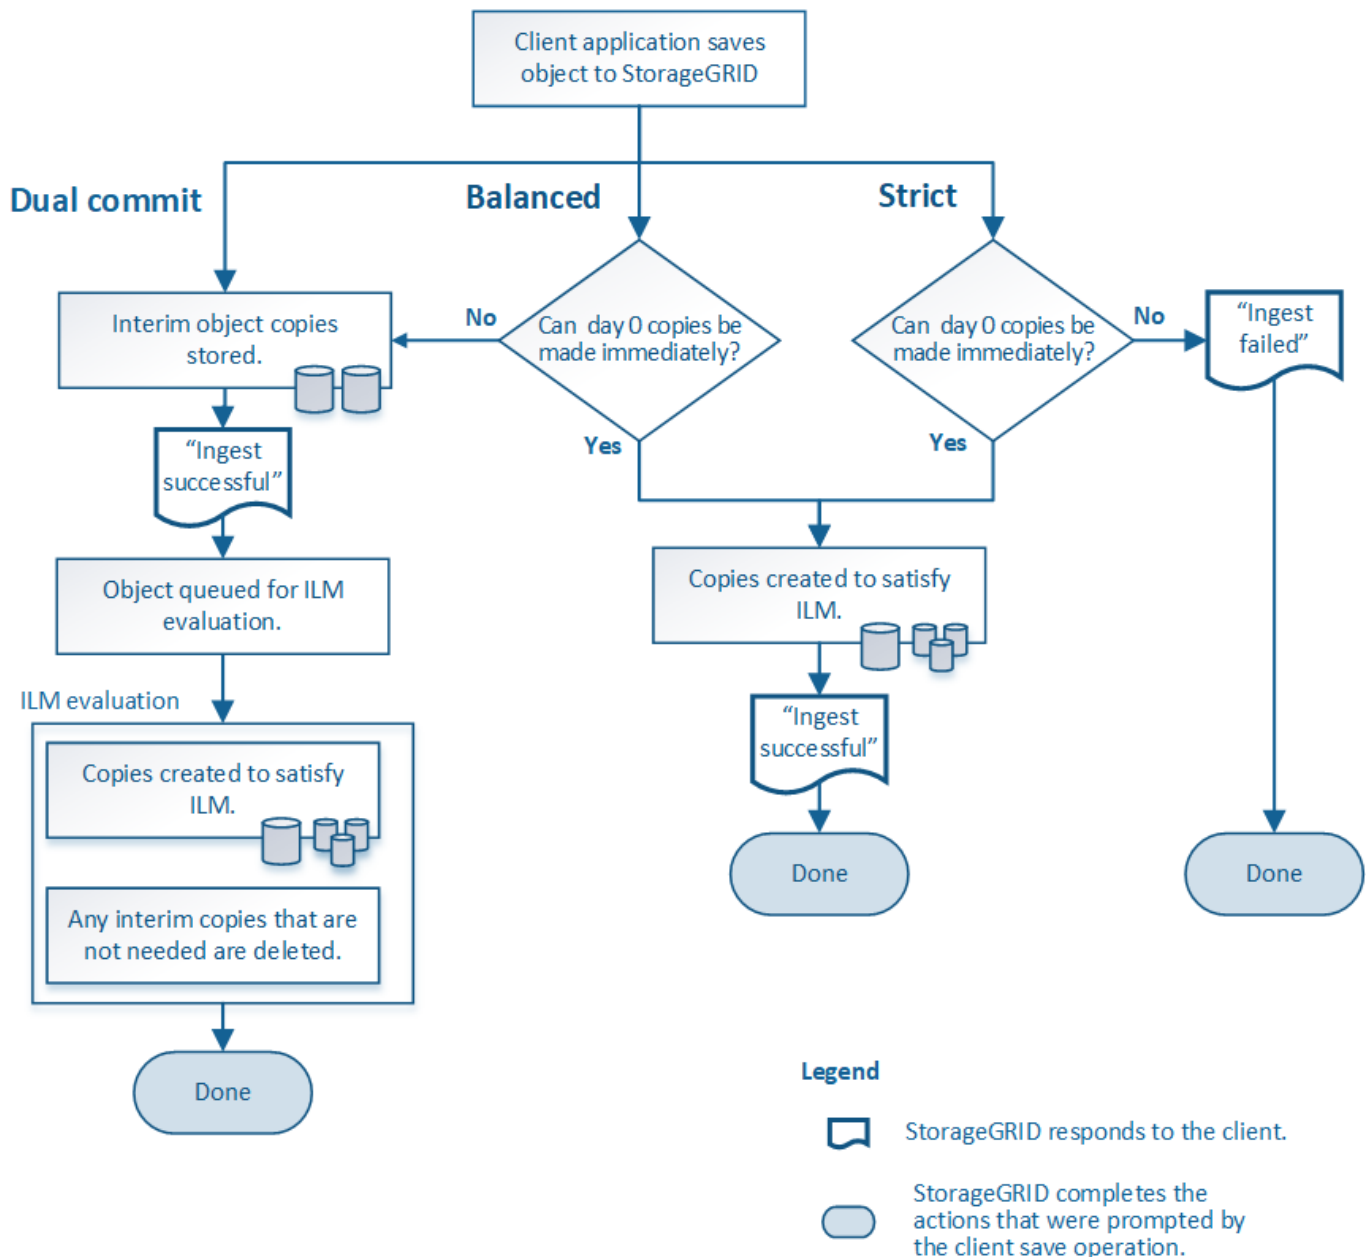 Client application saves
object to StorageGRID
Dual commit
Balanced
Strict
Interim object copies
stored.
No
Can day 0 copies be
made immediately?
Can day 0 copies be
made immediately?
No
“Ingest
failed”
Yes
Yes
“Ingest
successful”
Object queued for ILM
evaluation.
Copies created to satisfy
ILM.
ILM evaluation
“Ingest
successful”
Copies created to satisfy
ILM.
Done
Done
Any interim copies that are
not needed are deleted.
Done
Legend
StorageGRID responds to the client.
StorageGRID completes the
actions that were prompted by
the client save operation.